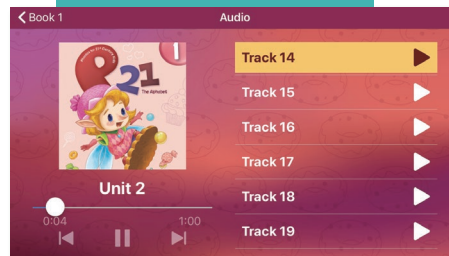 Book 1
Audio
1
P21
The Alphabet
Unit 2
0:04
1:00
Track 14
Track 15
Track 16
Track 17
Track 18
Track 19